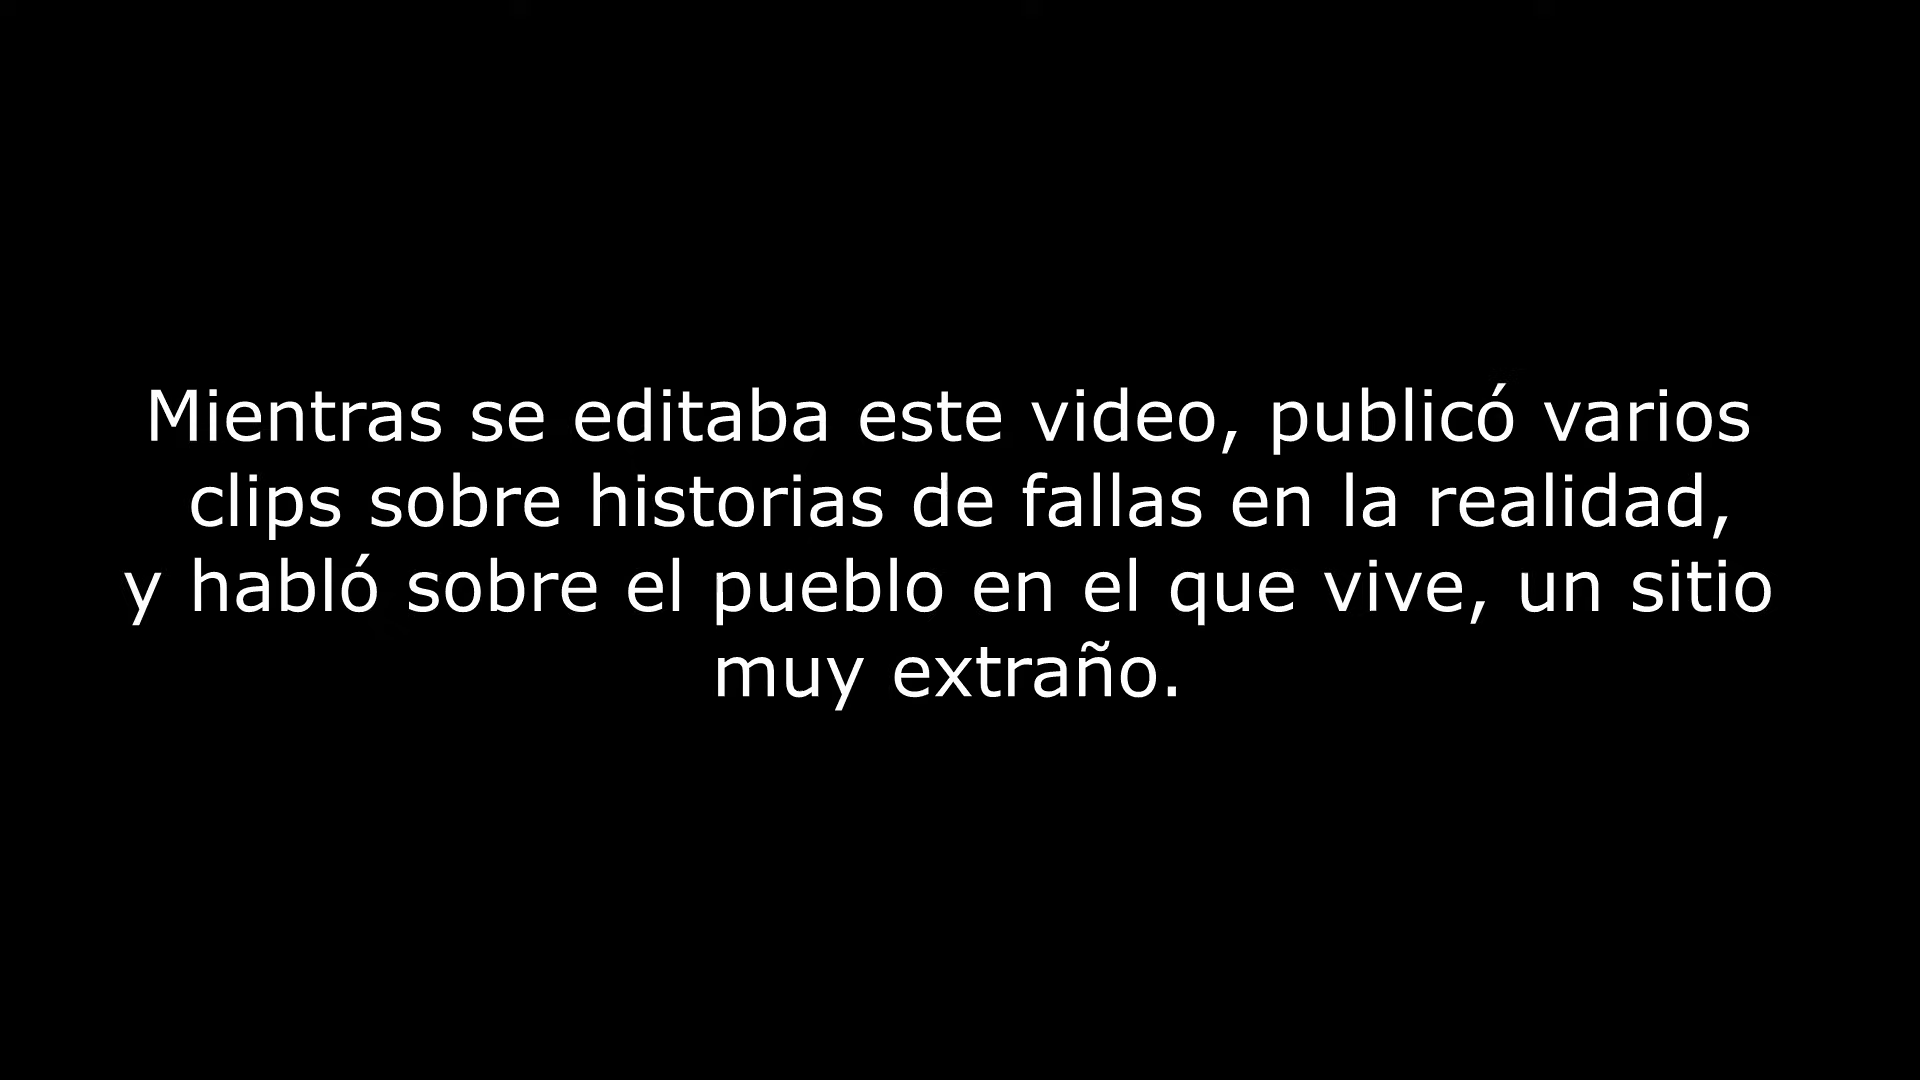 Mientras se editaba este video, publicó varios
clips sobre historias de fallas en la realidad,
y habló sobre el pueblo en el que vive, un sitio
muy extraño.